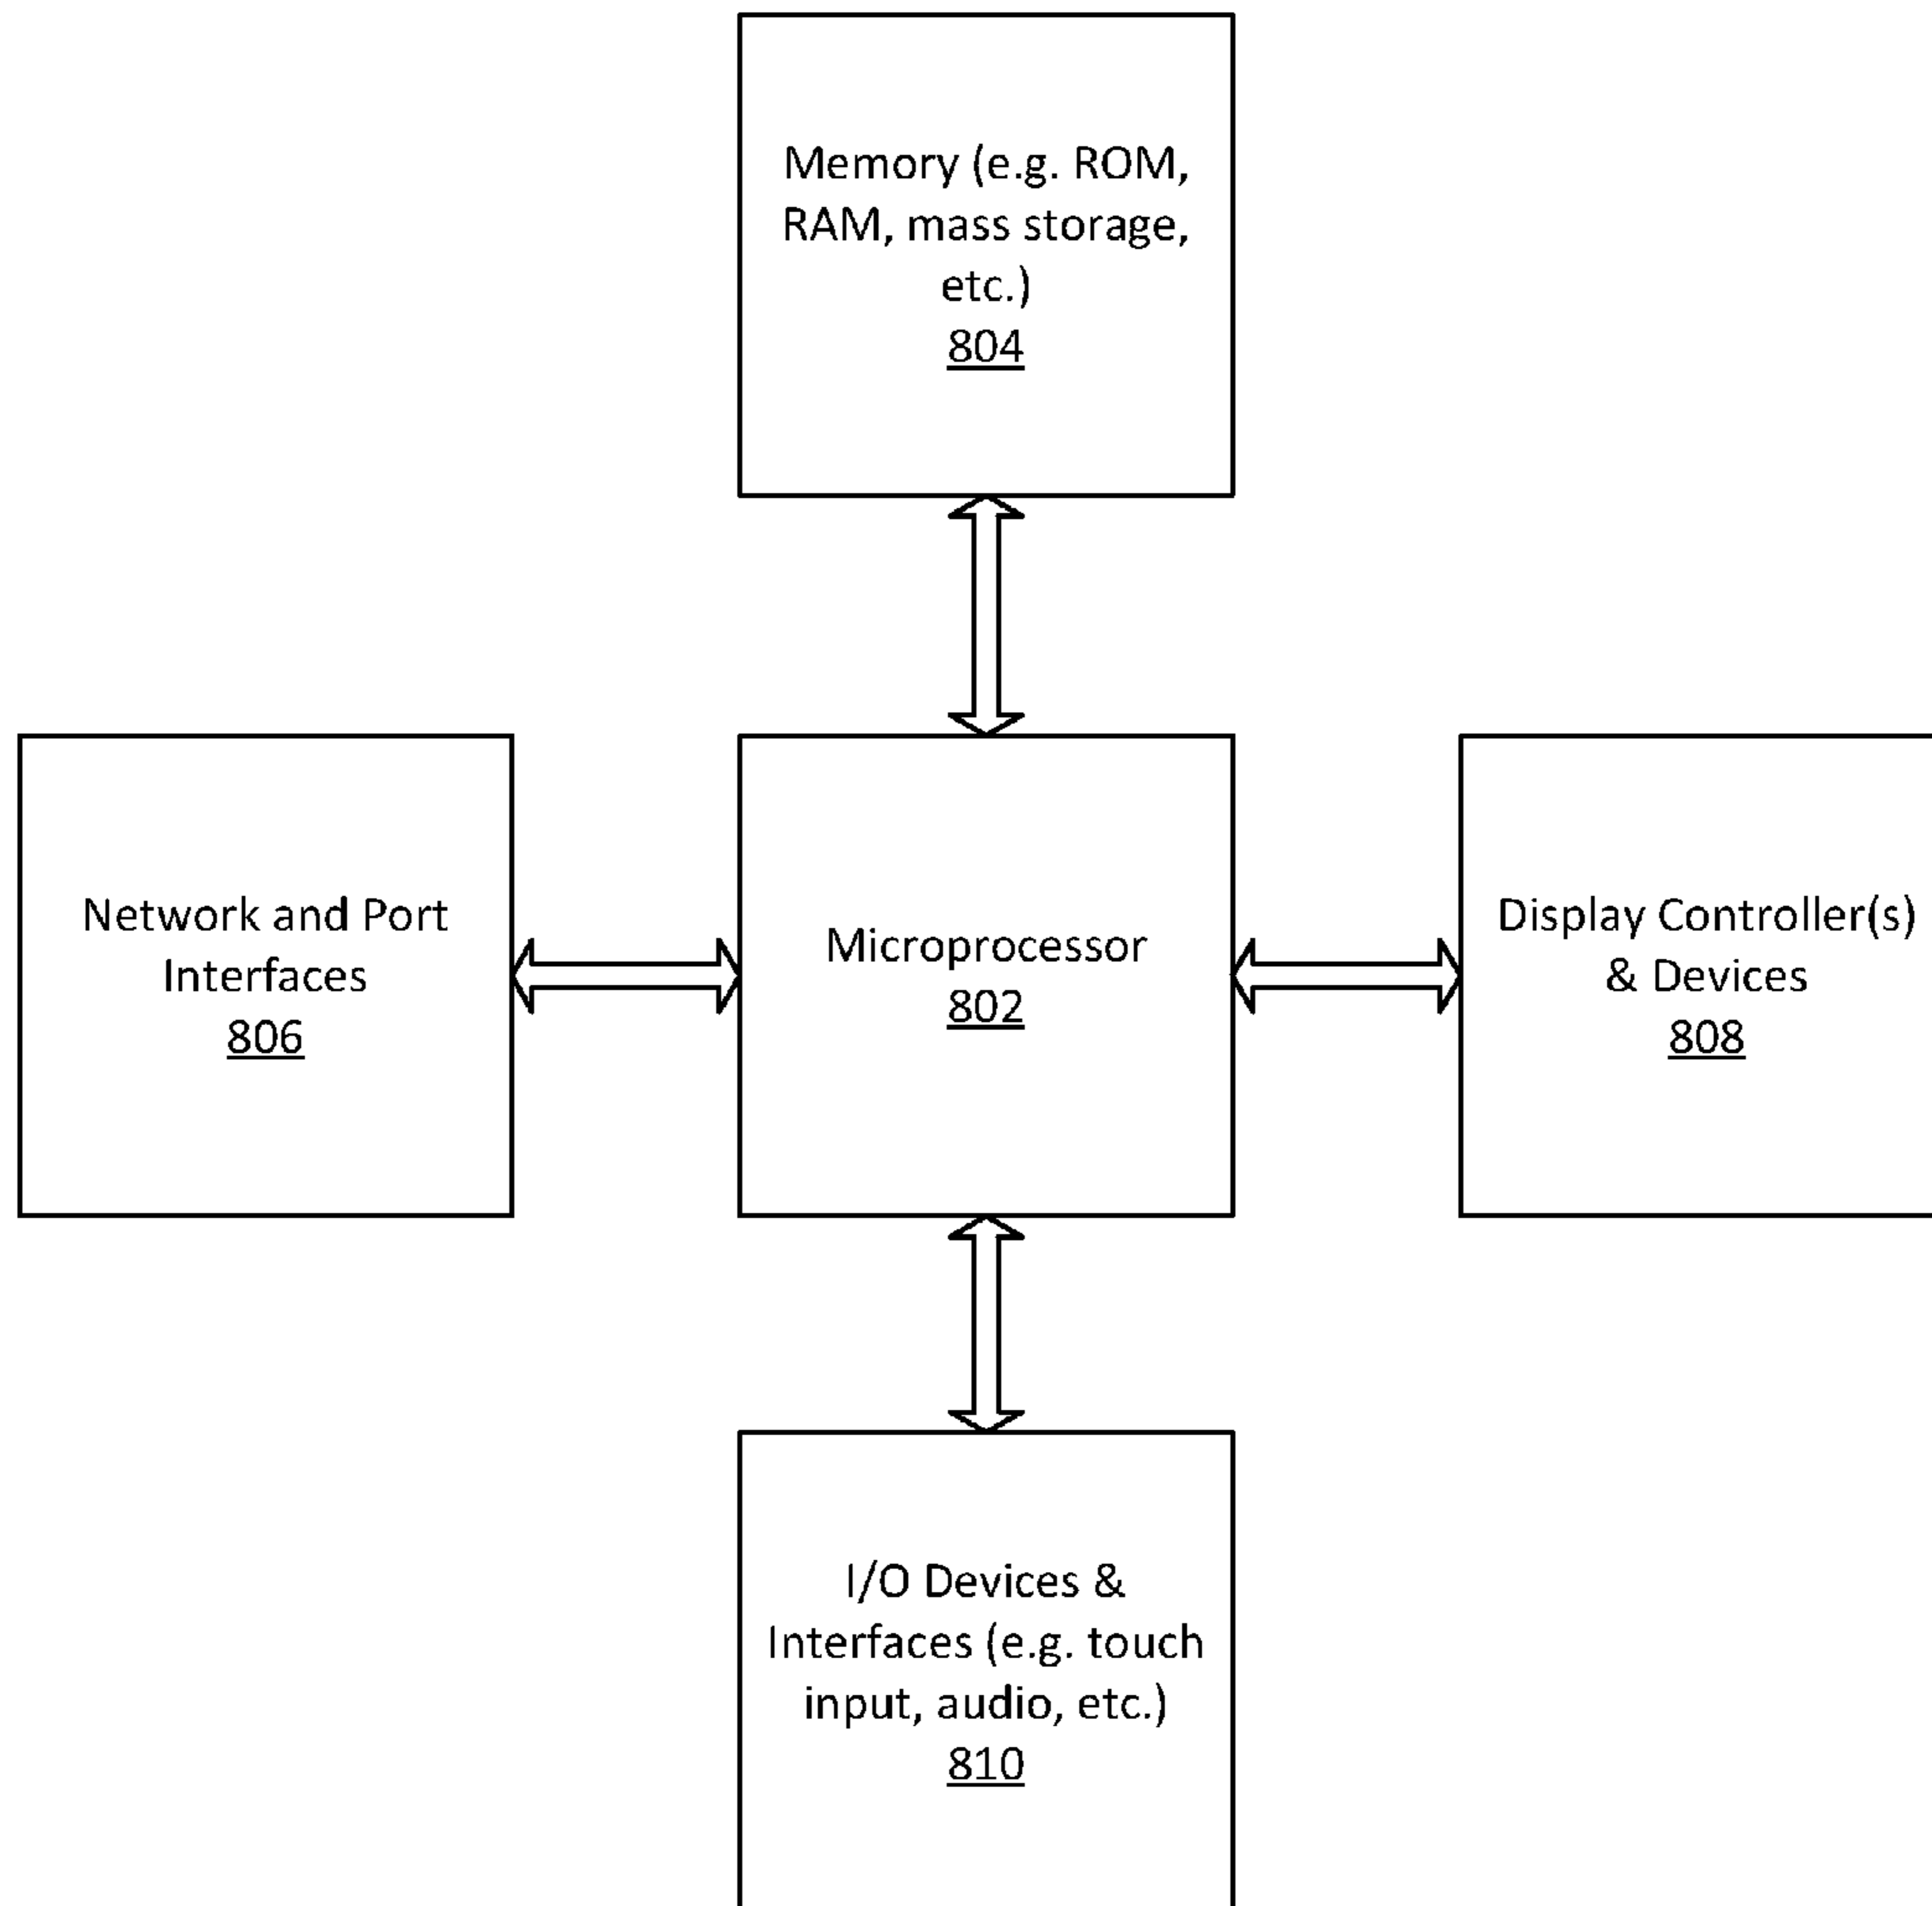 Memory (e.g. ROM,
RAM, mass storage,
etc.)
804
Network and Port
Interfaces
806
Microprocessor
802
Display Controller(s)
& Devices
808
I/O Devices &
Interfaces (e.g. touch
input, audio, etc.)
810